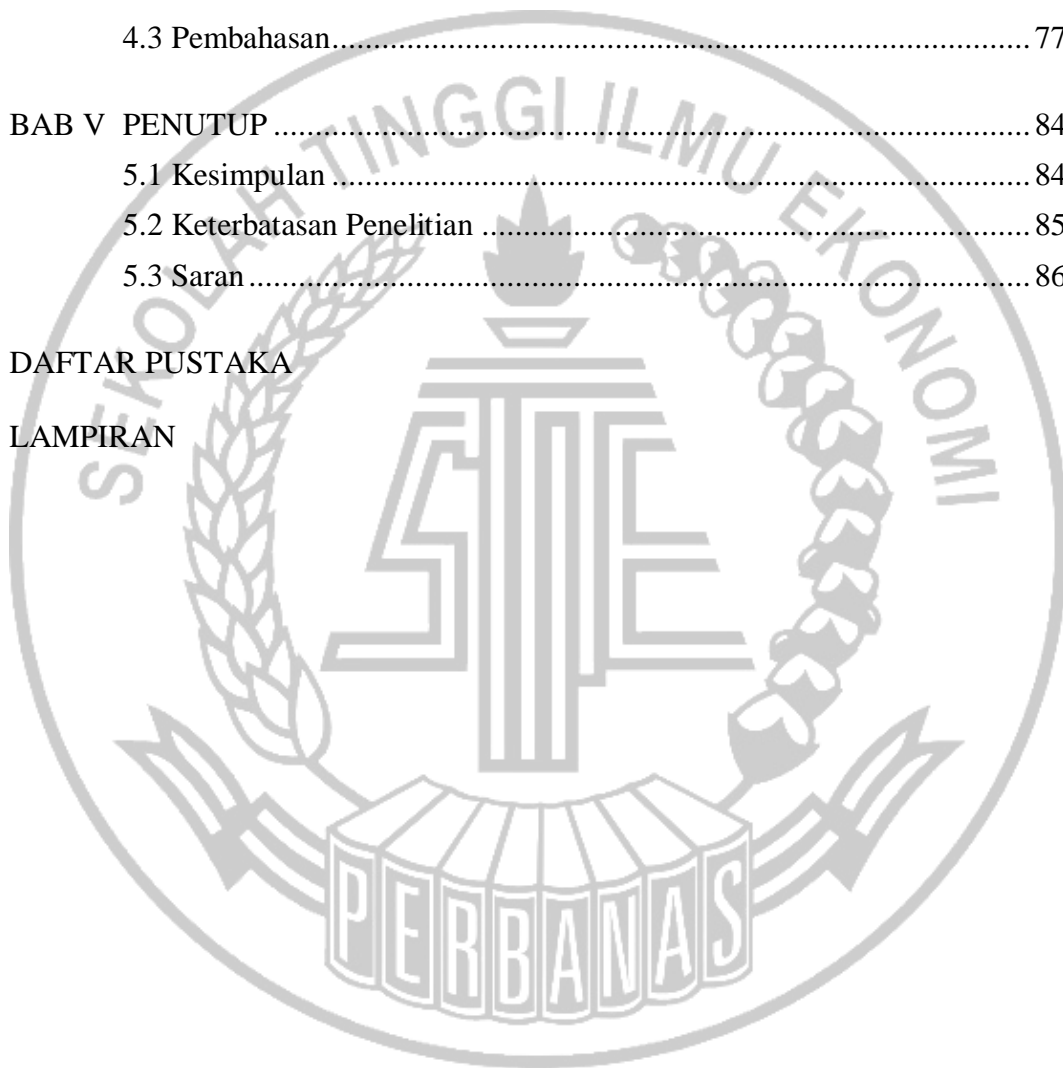 4.3 Pembahasan.................................................................................... 77
BAB V PENUTUP ........................................................................................... 84
5.1 Kesimpulan .................................................................................... 84
5.2 Keterbatasan Penelitian .................................................................. 85
5.3 Saran .............................................................................................. 86
DAFTAR PUSTAKA
LAMPIRAN
SEKOLAH TINGGI ILMU EKONOMI
STIE
PERBANAS